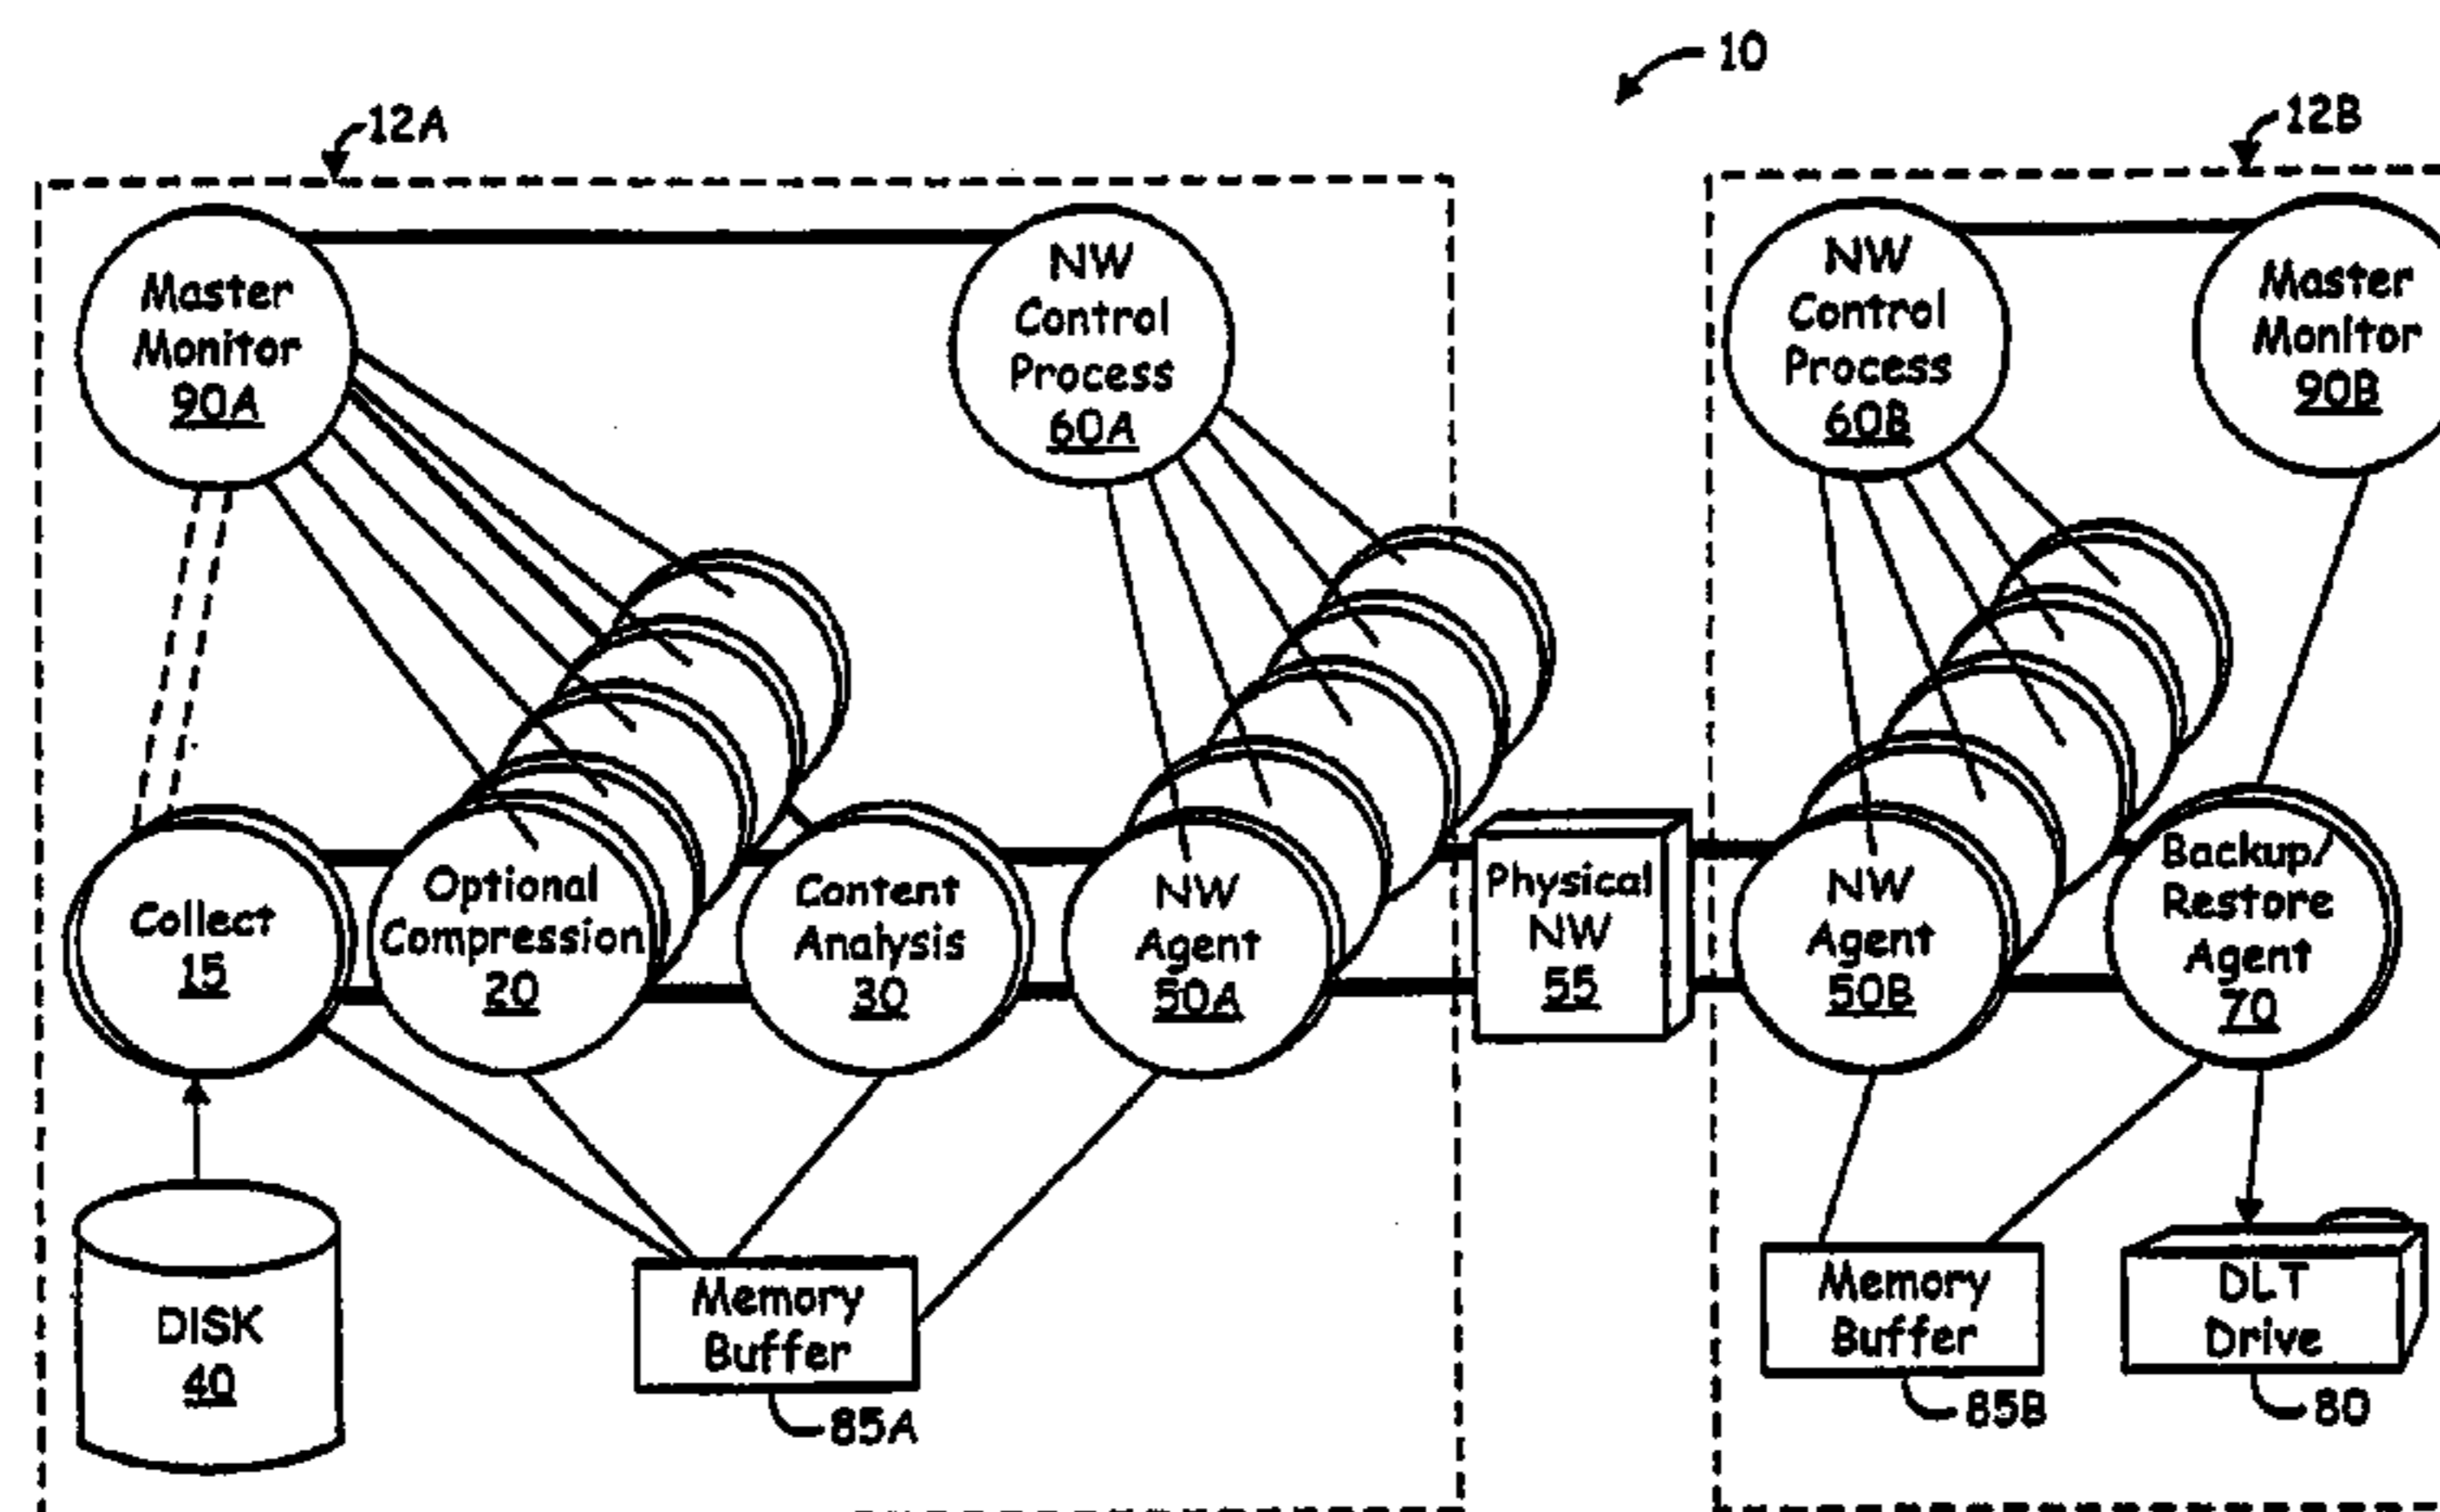 10
12A
12B
Master
Monitor
90A
NW
Control
Process
60A
NW
Control
Process
60B
Master
Monitor
90B
Collect
15
Optional
Compression
20
Content
Analysis
30
NW
Agent
50A
Physical
NW
55
NW
Agent
50B
Backup/
Restore
Agent
70
DISK
40
Memory
Buffer
85A
Memory
Buffer
85B
DLT
Drive
80